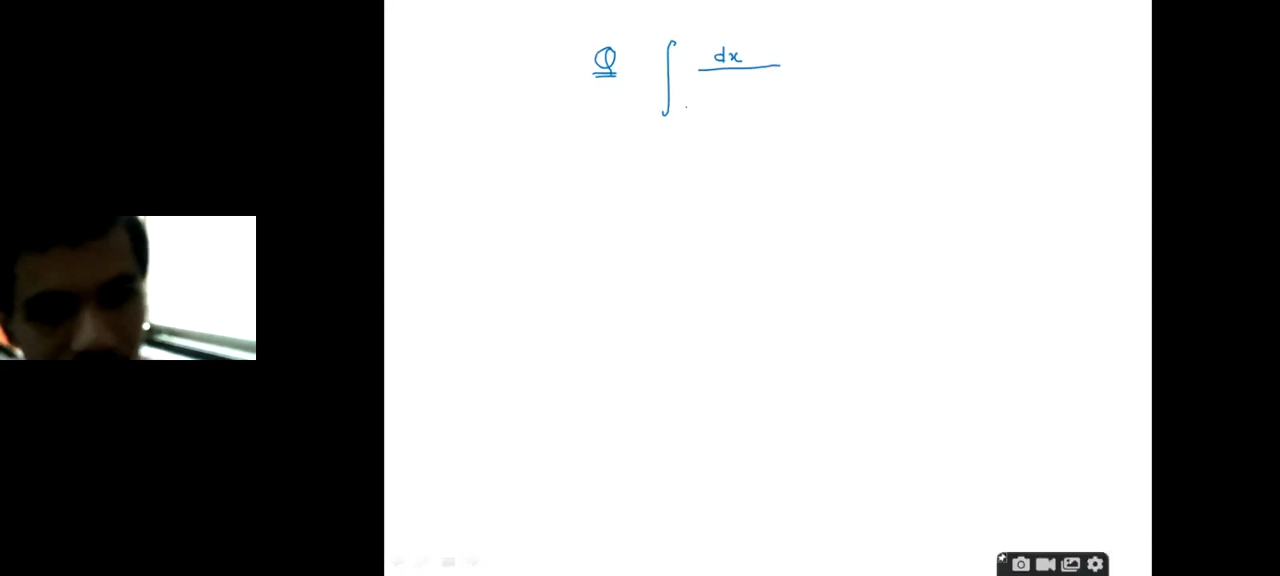 Q ∫ dx